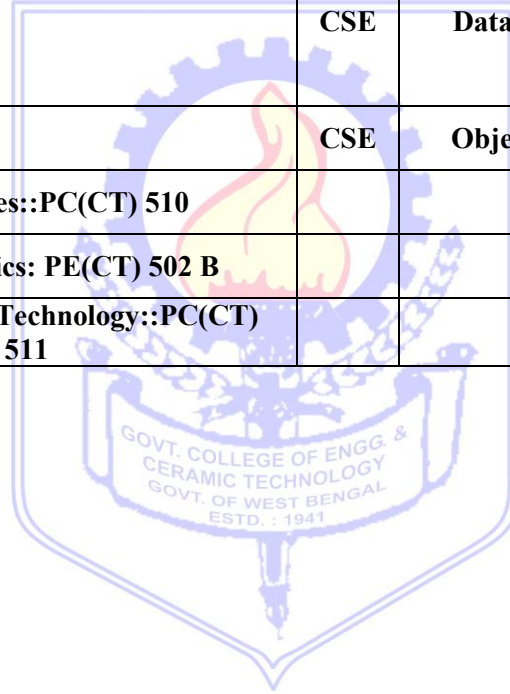 CSE Data
CSE Obje
es::PC(CT) 510
ics: PE(CT) 502 B
Technology::PC(CT)
511
GOVT. COLLEGE OF ENGG. &
CERAMIC TECHNOLOGY
GOVT. OF WEST BENGAL
ESTD. : 1941